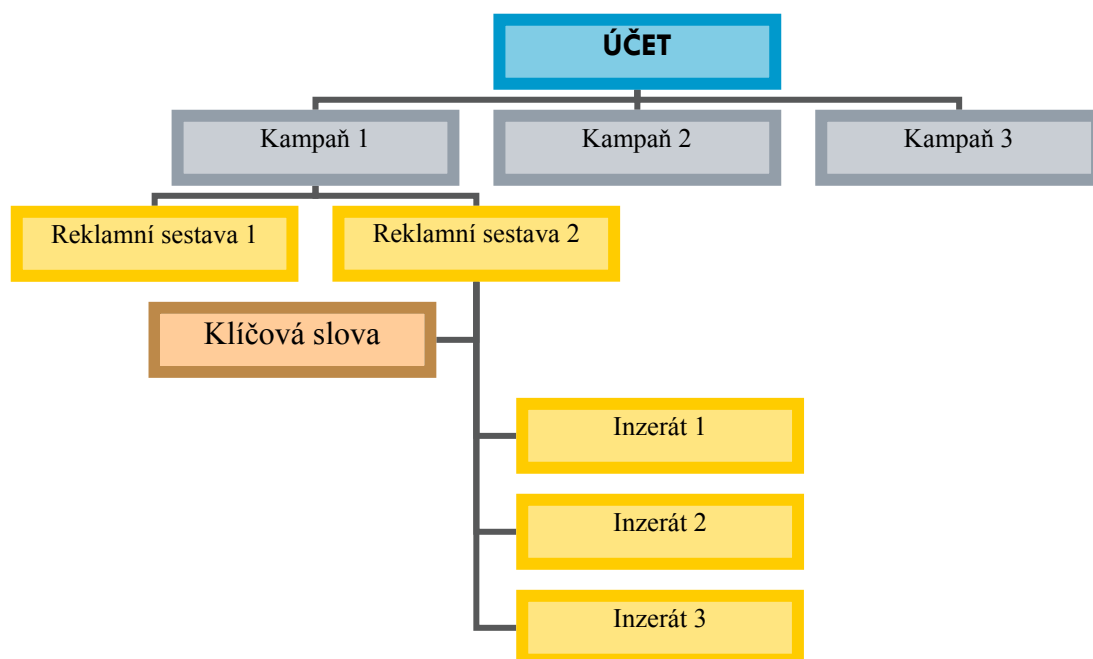 ÚČET
Kampaň 1
Kampaň 2
Kampaň 3
Reklamní sestava 1
Reklamní sestava 2
Klíčová slova
Inzerát 1
Inzerát 2
Inzerát 3